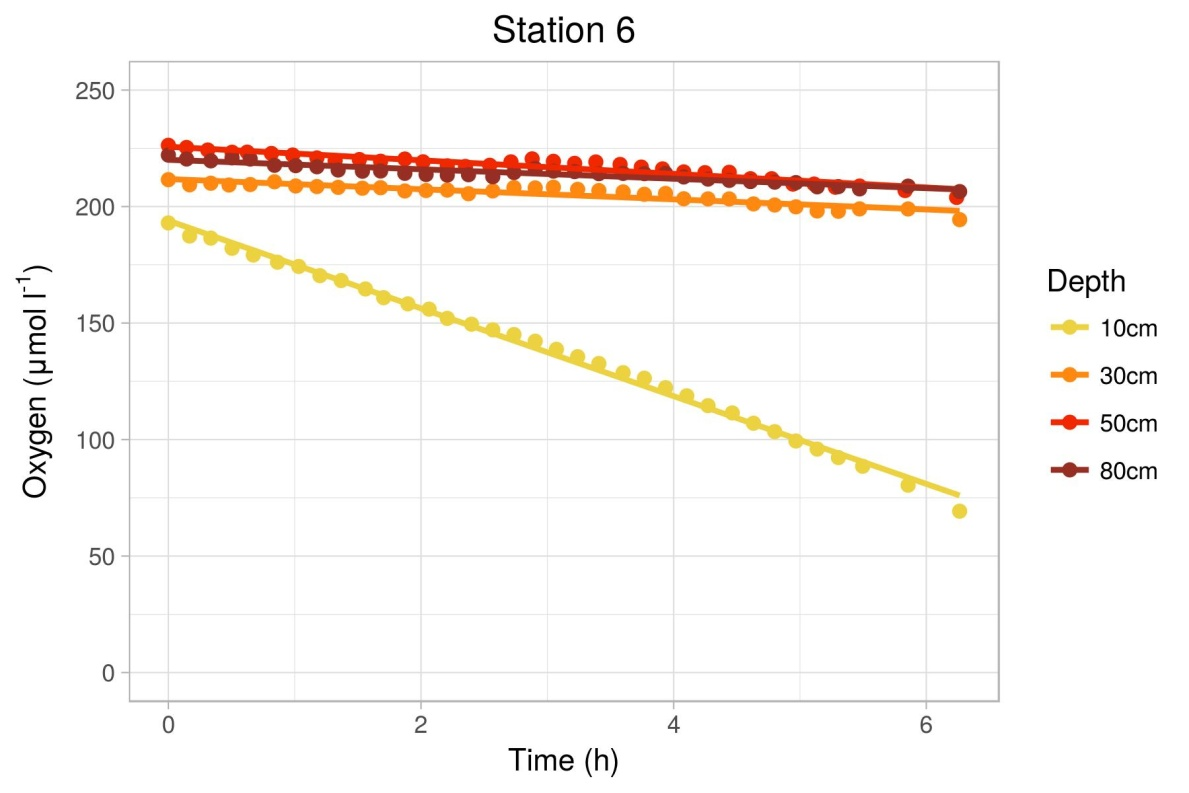 Station 6
250
200
150
100
50
0
Oxygen (µmol l⁻¹)
0 2 4 6
Time (h)
Depth
10cm
30cm
50cm
80cm